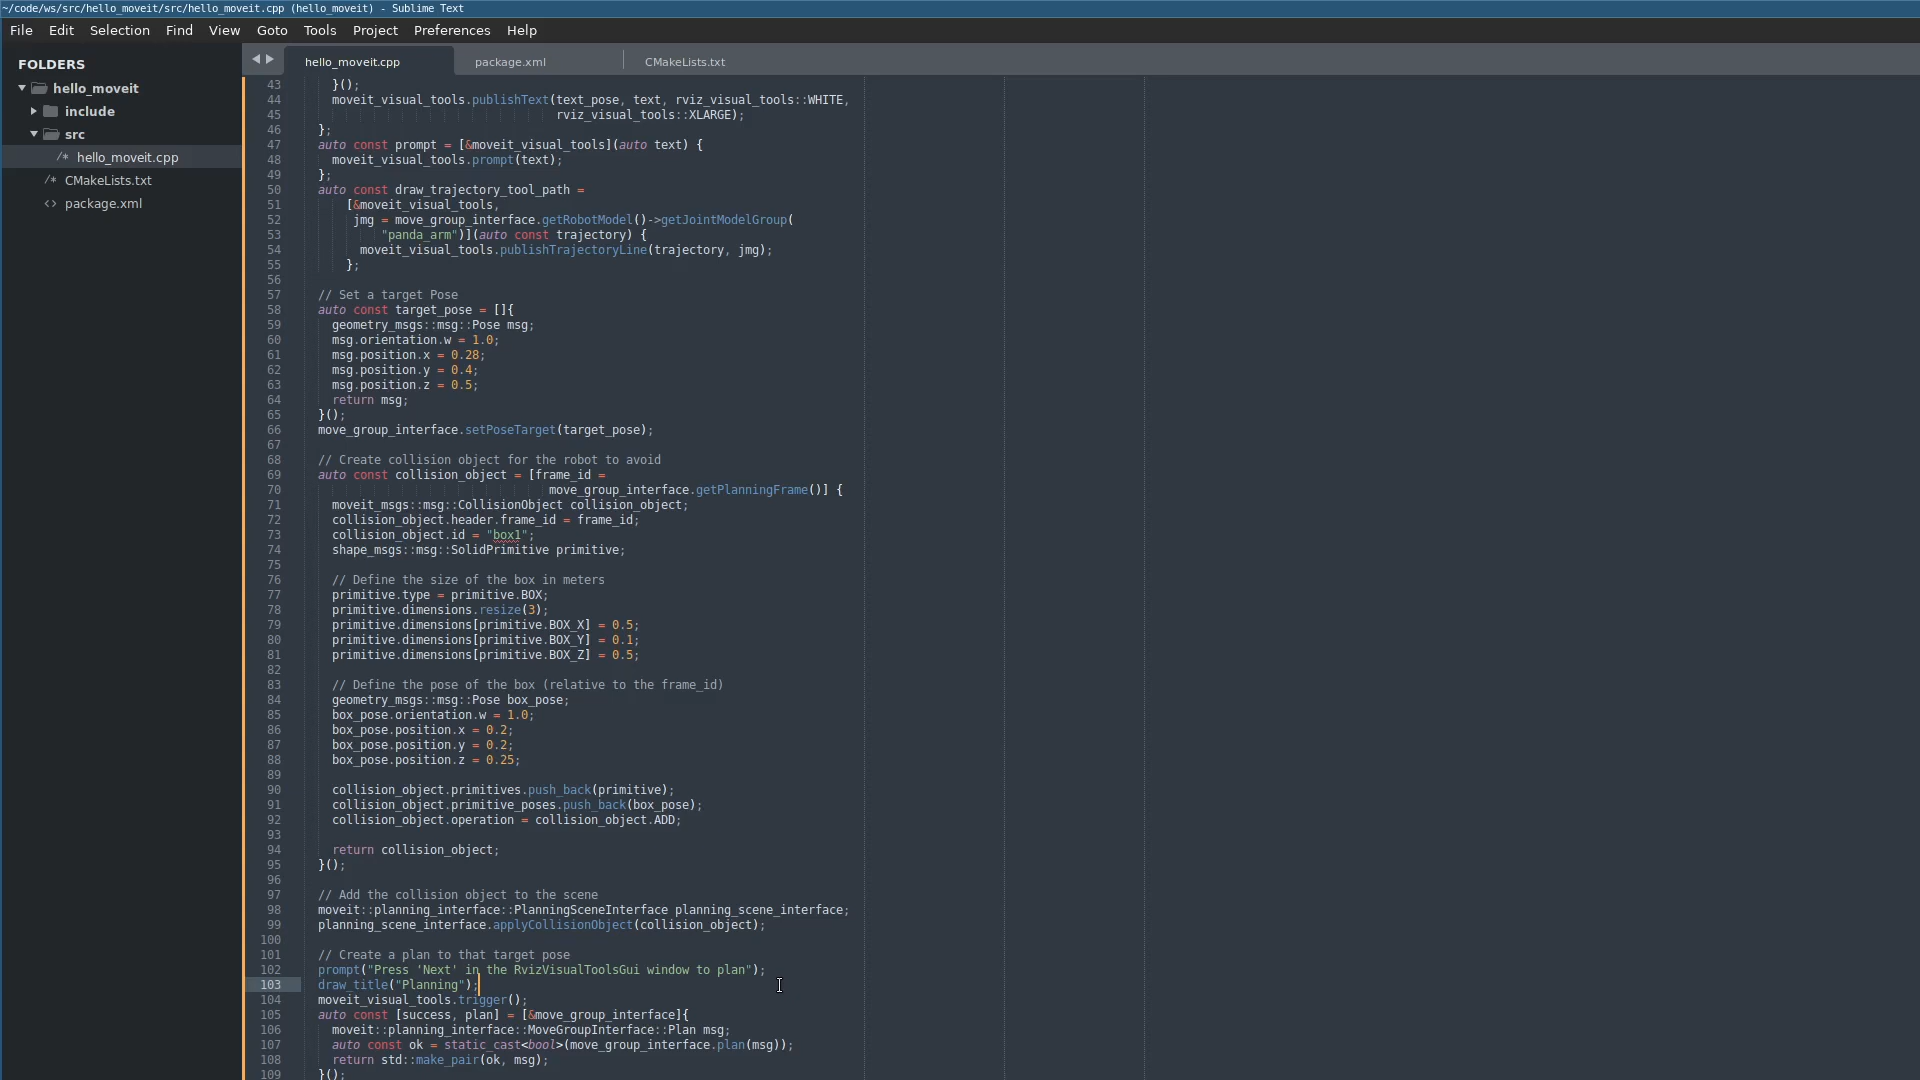 ~/code/ws/src/hello_moveit/src/hello_moveit.cpp (hello_moveit) - Sublime Text
File Edit Selection Find View Goto Tools Project Preferences Help
FOLDERS
hello_moveit
include
src
/* hello_moveit.cpp
/* CMakeLists.txt
<> package.xml
hello_moveit.cpp package.xml CMakeLists.txt
43 }();
44 moveit_visual_tools.publishText(text_pose, text, rviz_visual_tools::WHITE,
45 rviz_visual_tools::XLARGE);
46 };
47 auto const prompt = [&moveit_visual_tools](auto text) {
48 moveit_visual_tools.prompt(text);
49 };
50 auto const draw_trajectory_tool_path =
51 [&moveit_visual_tools,
52 jmg = move_group_interface.getRobotModel()->getJointModelGroup(
53 "panda_arm")](auto const trajectory) {
54 moveit_visual_tools.publishTrajectoryLine(trajectory, jmg);
55 };
56
57 // Set a target Pose
58 auto const target_pose = []{
59 geometry_msgs::msg::Pose msg;
60 msg.orientation.w = 1.0;
61 msg.position.x = 0.28;
62 msg.position.y = 0.4;
63 msg.position.z = 0.5;
64 return msg;
65 }();
66 move_group_interface.setPoseTarget(target_pose);
67
68 // Create collision object for the robot to avoid
69 auto const collision_object = [frame_id =
70 move_group_interface.getPlanningFrame()] {
71 moveit_msgs::msg::CollisionObject collision_object;
72 collision_object.header.frame_id = frame_id;
73 collision_object.id = "box1";
74 shape_msgs::msg::SolidPrimitive primitive;
75
76 // Define the size of the box in meters
77 primitive.type = primitive.BOX;
78 primitive.dimensions.resize(3);
79 primitive.dimensions[primitive.BOX_X] = 0.5;
80 primitive.dimensions[primitive.BOX_Y] = 0.1;
81 primitive.dimensions[primitive.BOX_Z] = 0.5;
82
83 // Define the pose of the box (relative to the frame_id)
84 geometry_msgs::msg::Pose box_pose;
85 box_pose.orientation.w = 1.0;
86 box_pose.position.x = 0.2;
87 box_pose.position.y = 0.2;
88 box_pose.position.z = 0.25;
89
90 collision_object.primitives.push_back(primitive);
91 collision_object.primitive_poses.push_back(box_pose);
92 collision_object.operation = collision_object.ADD;
93
94 return collision_object;
95 }();
96
97 // Add the collision object to the scene
98 moveit::planning_interface::PlanningSceneInterface planning_scene_interface;
99 planning_scene_interface.applyCollisionObject(collision_object);
100
101 // Create a plan to that target pose
102 prompt("Press 'Next' in the RvizVisualToolsGui window to plan");
103 draw_title("Planning");
104 moveit_visual_tools.trigger();
105 auto const [success, plan] = [&move_group_interface]{
106 moveit::planning_interface::MoveGroupInterface::Plan msg;
107 auto const ok = static_cast<bool>(move_group_interface.plan(msg));
108 return std::make_pair(ok, msg);
109 }();